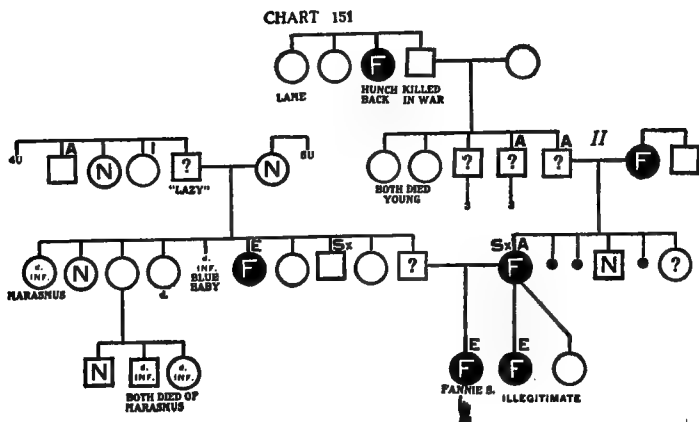 CHART 151
F
LAME
HUNCH BACK
KILLED IN WAR
A
I
A
A
II
4U
N
?
N
5U
?
?
?
F
"LAZY"
BOTH DIED YOUNG
3
3
E
Sx
Sx A
d. INF.
N
d. INF.
F
?
F
N
?
MARASMUS
d.
BLUE BABY
N
d. INF.
d. INF.
E
E
F
F
BOTH DIED OF MARASMUS
FANNIE S.
ILLEGITIMATE